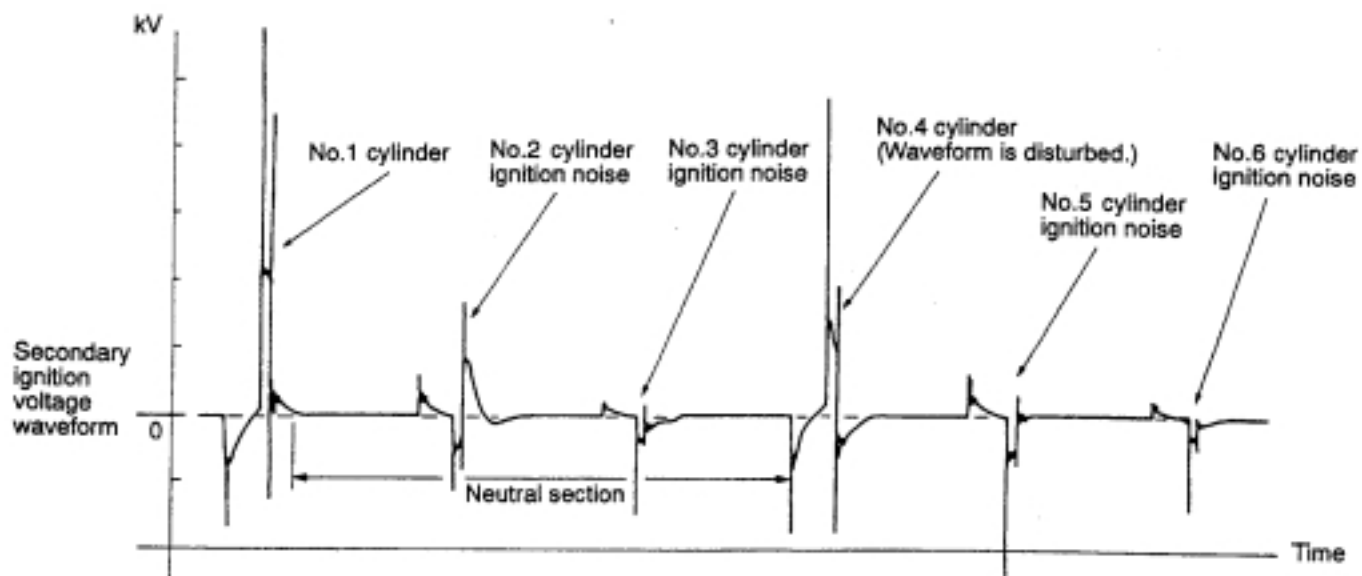 kV
No.1 cylinder
No.2 cylinder
ignition noise
No.3 cylinder
ignition noise
No.4 cylinder
(Waveform is disturbed.)
No.5 cylinder
ignition noise
No.6 cylinder
ignition noise
Secondary
ignition
voltage
waveform
0
Neutral section
Time